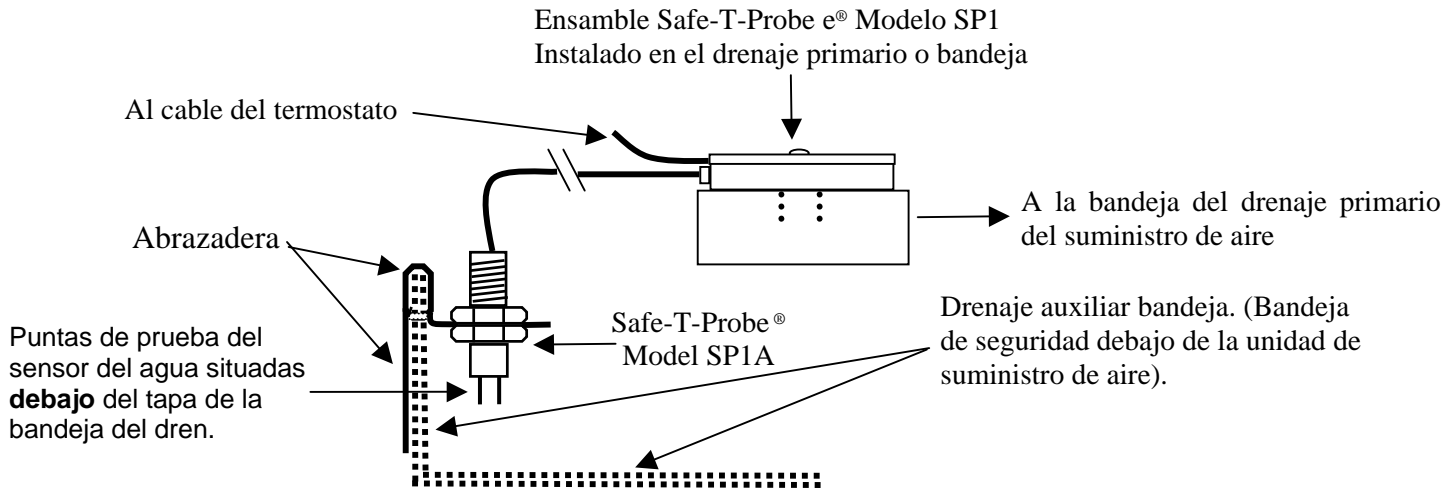 Ensamble Safe-T-Probe e® Modelo SP1
Instalado en el drenaje primario o bandeja
Al cable del termostato
A la bandeja del drenaje primario
del suministro de aire
Abrazadera
Drenaje auxiliar bandeja. (Bandeja
de seguridad debajo de la unidad de
suministro de aire).
Safe-T-Probe®
Model SP1A
Puntas de prueba del
sensor del agua situadas
debajo del tapa de la
bandeja del dren.